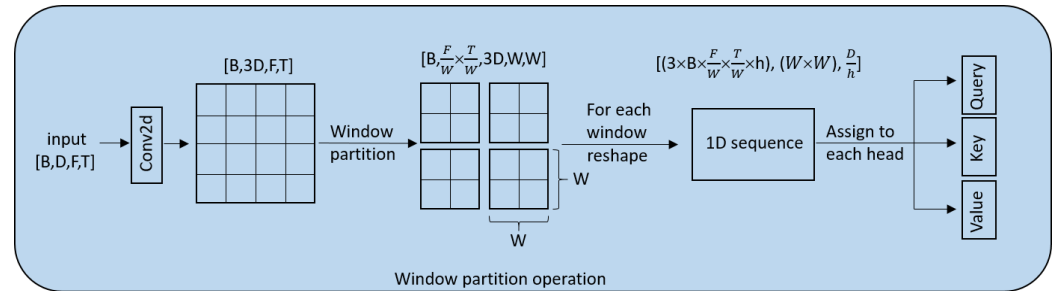 input
[B,D,F,T]
Conv2d
[B,3D,F,T]
Window
partition
[B,F/W×T/W,3D,W,W]
W
W
For each
window
reshape
[(3×B×F/W×T/W×h), (W×W), D/h]
1D sequence
Assign to
each head
Query
Key
Value
Window partition operation